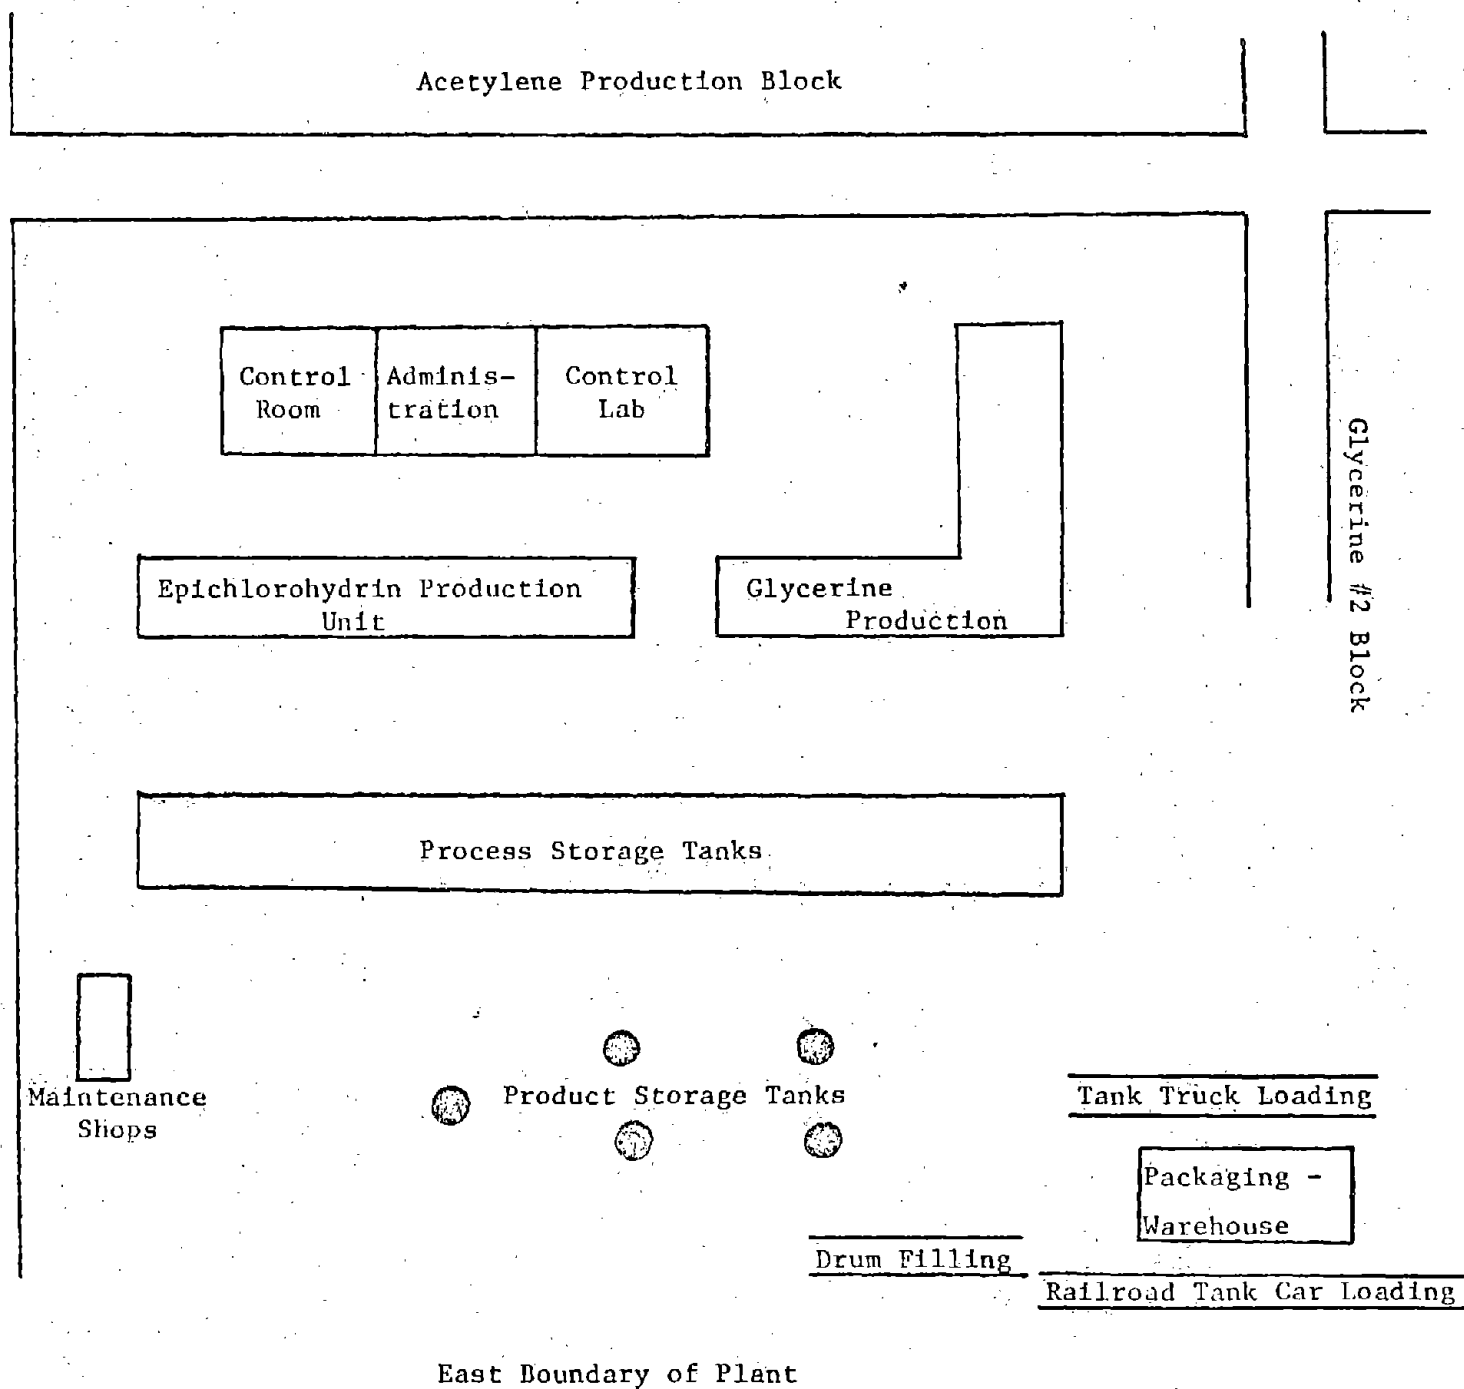 Acetylene Production Block
Control
Room
Adminis-
tration
Control
Lab
Glycerine #2 Block
Epichlorohydrin Production
Unit
Glycerine
Production
Process Storage Tanks
Maintenance
Shops
Product Storage Tanks
Tank Truck Loading
Packaging -
Warehouse
Drum Filling
Railroad Tank Car Loading
East Boundary of Plant